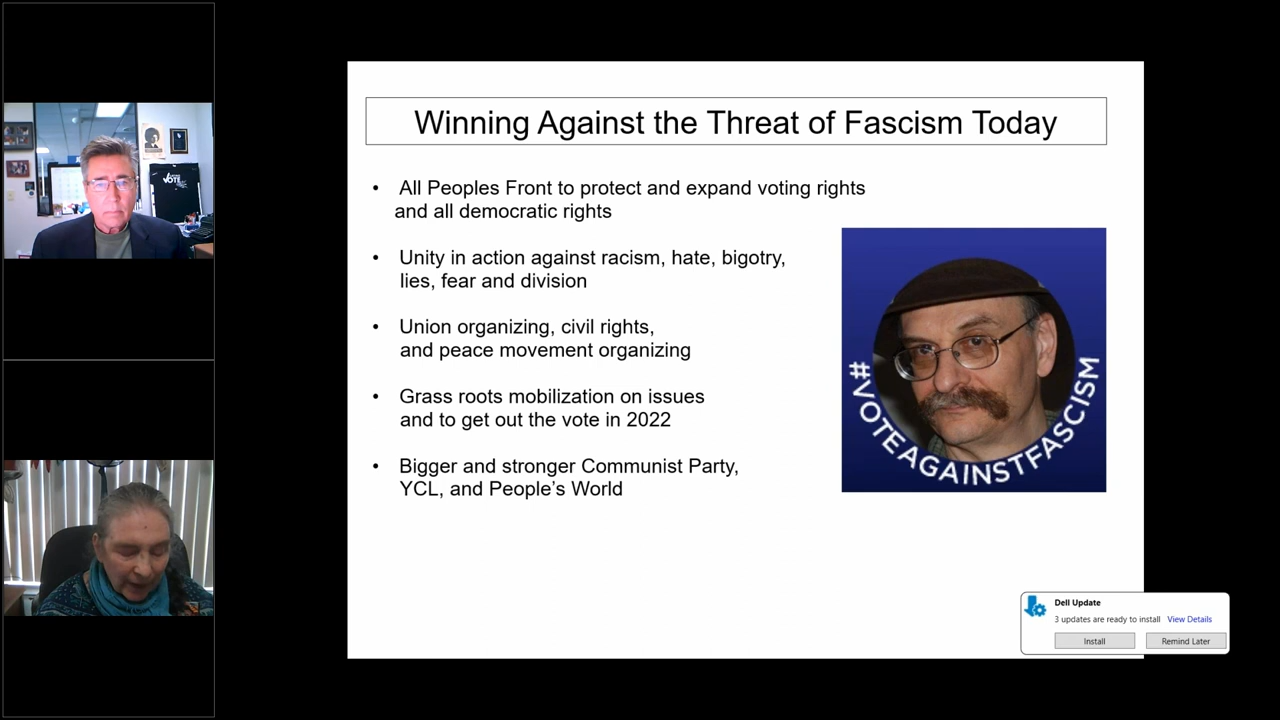 VOTE
Winning Against the Threat of Fascism Today
• All Peoples Front to protect and expand voting rights
and all democratic rights
• Unity in action against racism, hate, bigotry,
lies, fear and division
• Union organizing, civil rights,
and peace movement organizing
• Grass roots mobilization on issues
and to get out the vote in 2022
• Bigger and stronger Communist Party,
YCL, and People’s World
#VOTEAGAINSTFASCISM
Dell Update
3 updates are ready to install View Details
Install Remind Later